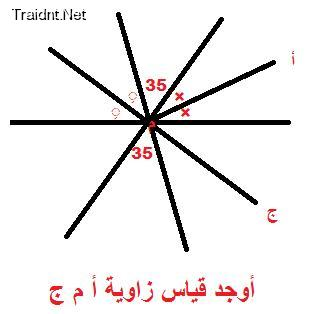 Traidnt.Net
أ
35
×
×
35
ج
أوجد قياس زاوية أ م ج